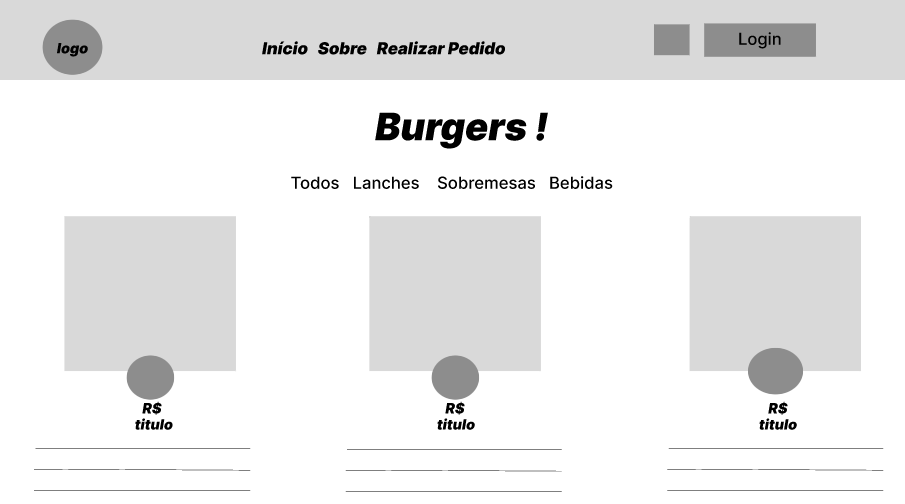 logo
Início Sobre Realizar Pedido
Login
Burgers !
Todos Lanches Sobremesas Bebidas
R$
titulo
R$
titulo
R$
titulo